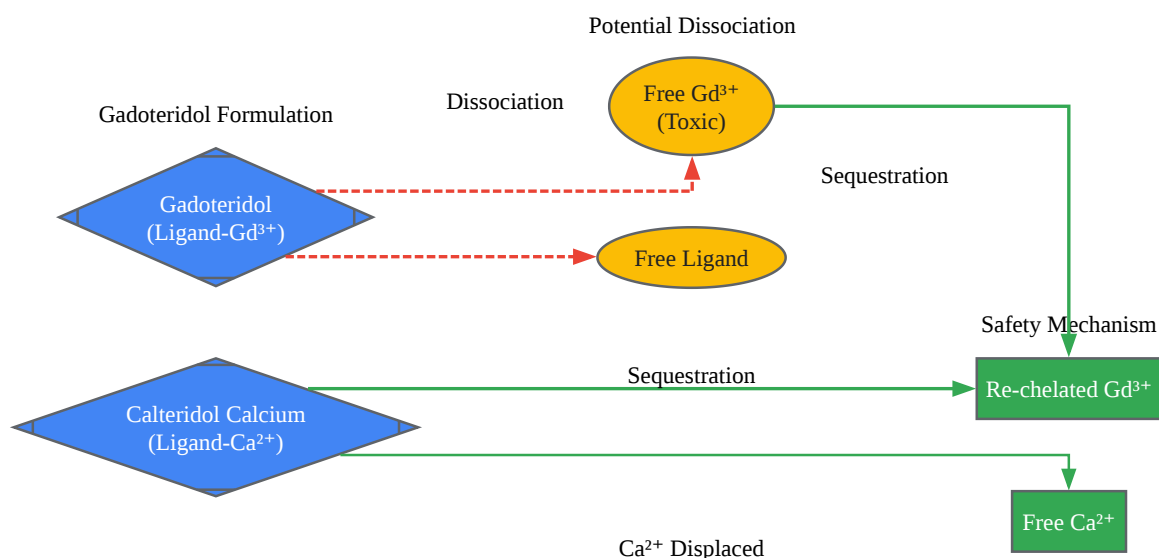 Potential Dissociation
Gadoteridol Formulation
Dissociation
Free Gd³⁺
(Toxic)
Sequestration
Gadoteridol
(Ligand-Gd³⁺)
Free Ligand
Safety Mechanism
Sequestration
Re-chelated Gd³⁺
Calteridol Calcium
(Ligand-Ca²⁺)
Free Ca²⁺
Ca²⁺ Displaced